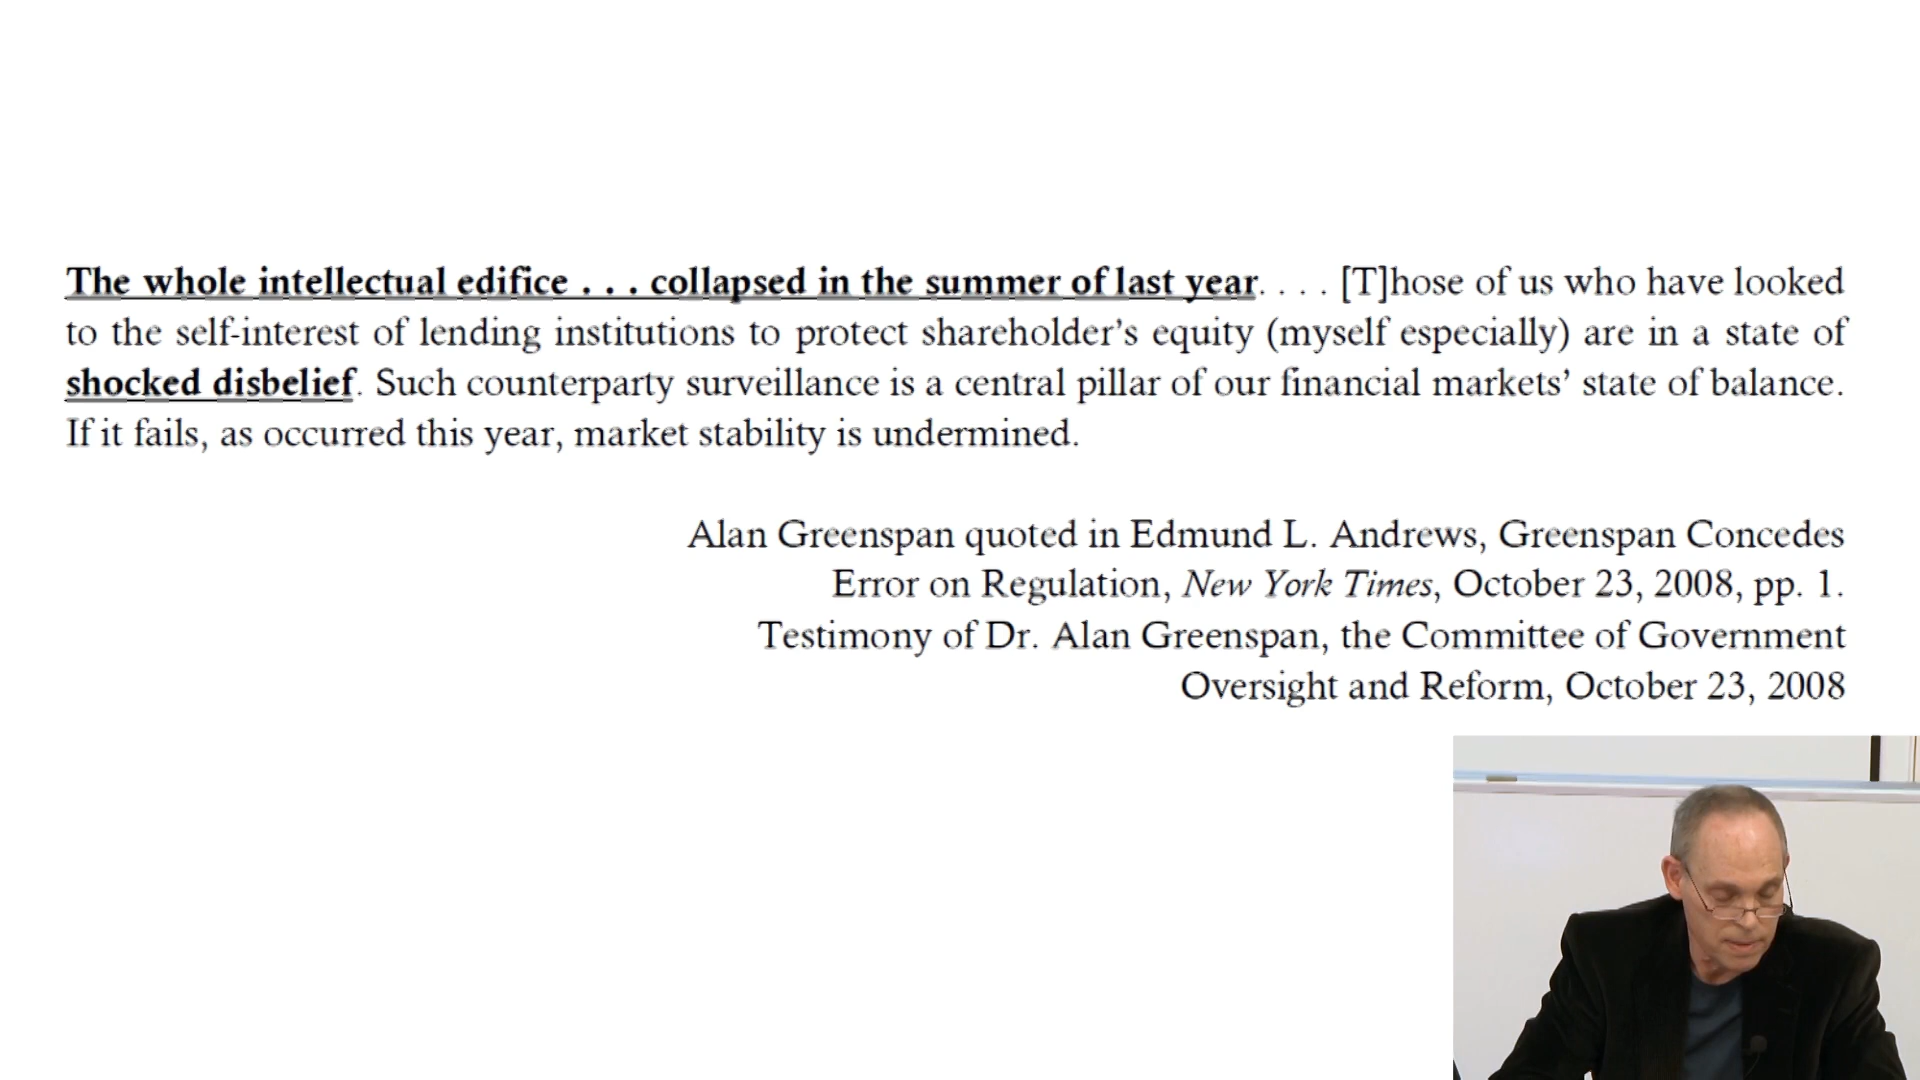 The whole intellectual edifice . . . collapsed in the summer of last year. . . . [T]hose of us who have looked
to the self-interest of lending institutions to protect shareholder’s equity (myself especially) are in a state of
shocked disbelief. Such counterparty surveillance is a central pillar of our financial markets’ state of balance.
If it fails, as occurred this year, market stability is undermined.
Alan Greenspan quoted in Edmund L. Andrews, Greenspan Concedes
Error on Regulation, New York Times, October 23, 2008, pp. 1.
Testimony of Dr. Alan Greenspan, the Committee of Government
Oversight and Reform, October 23, 2008